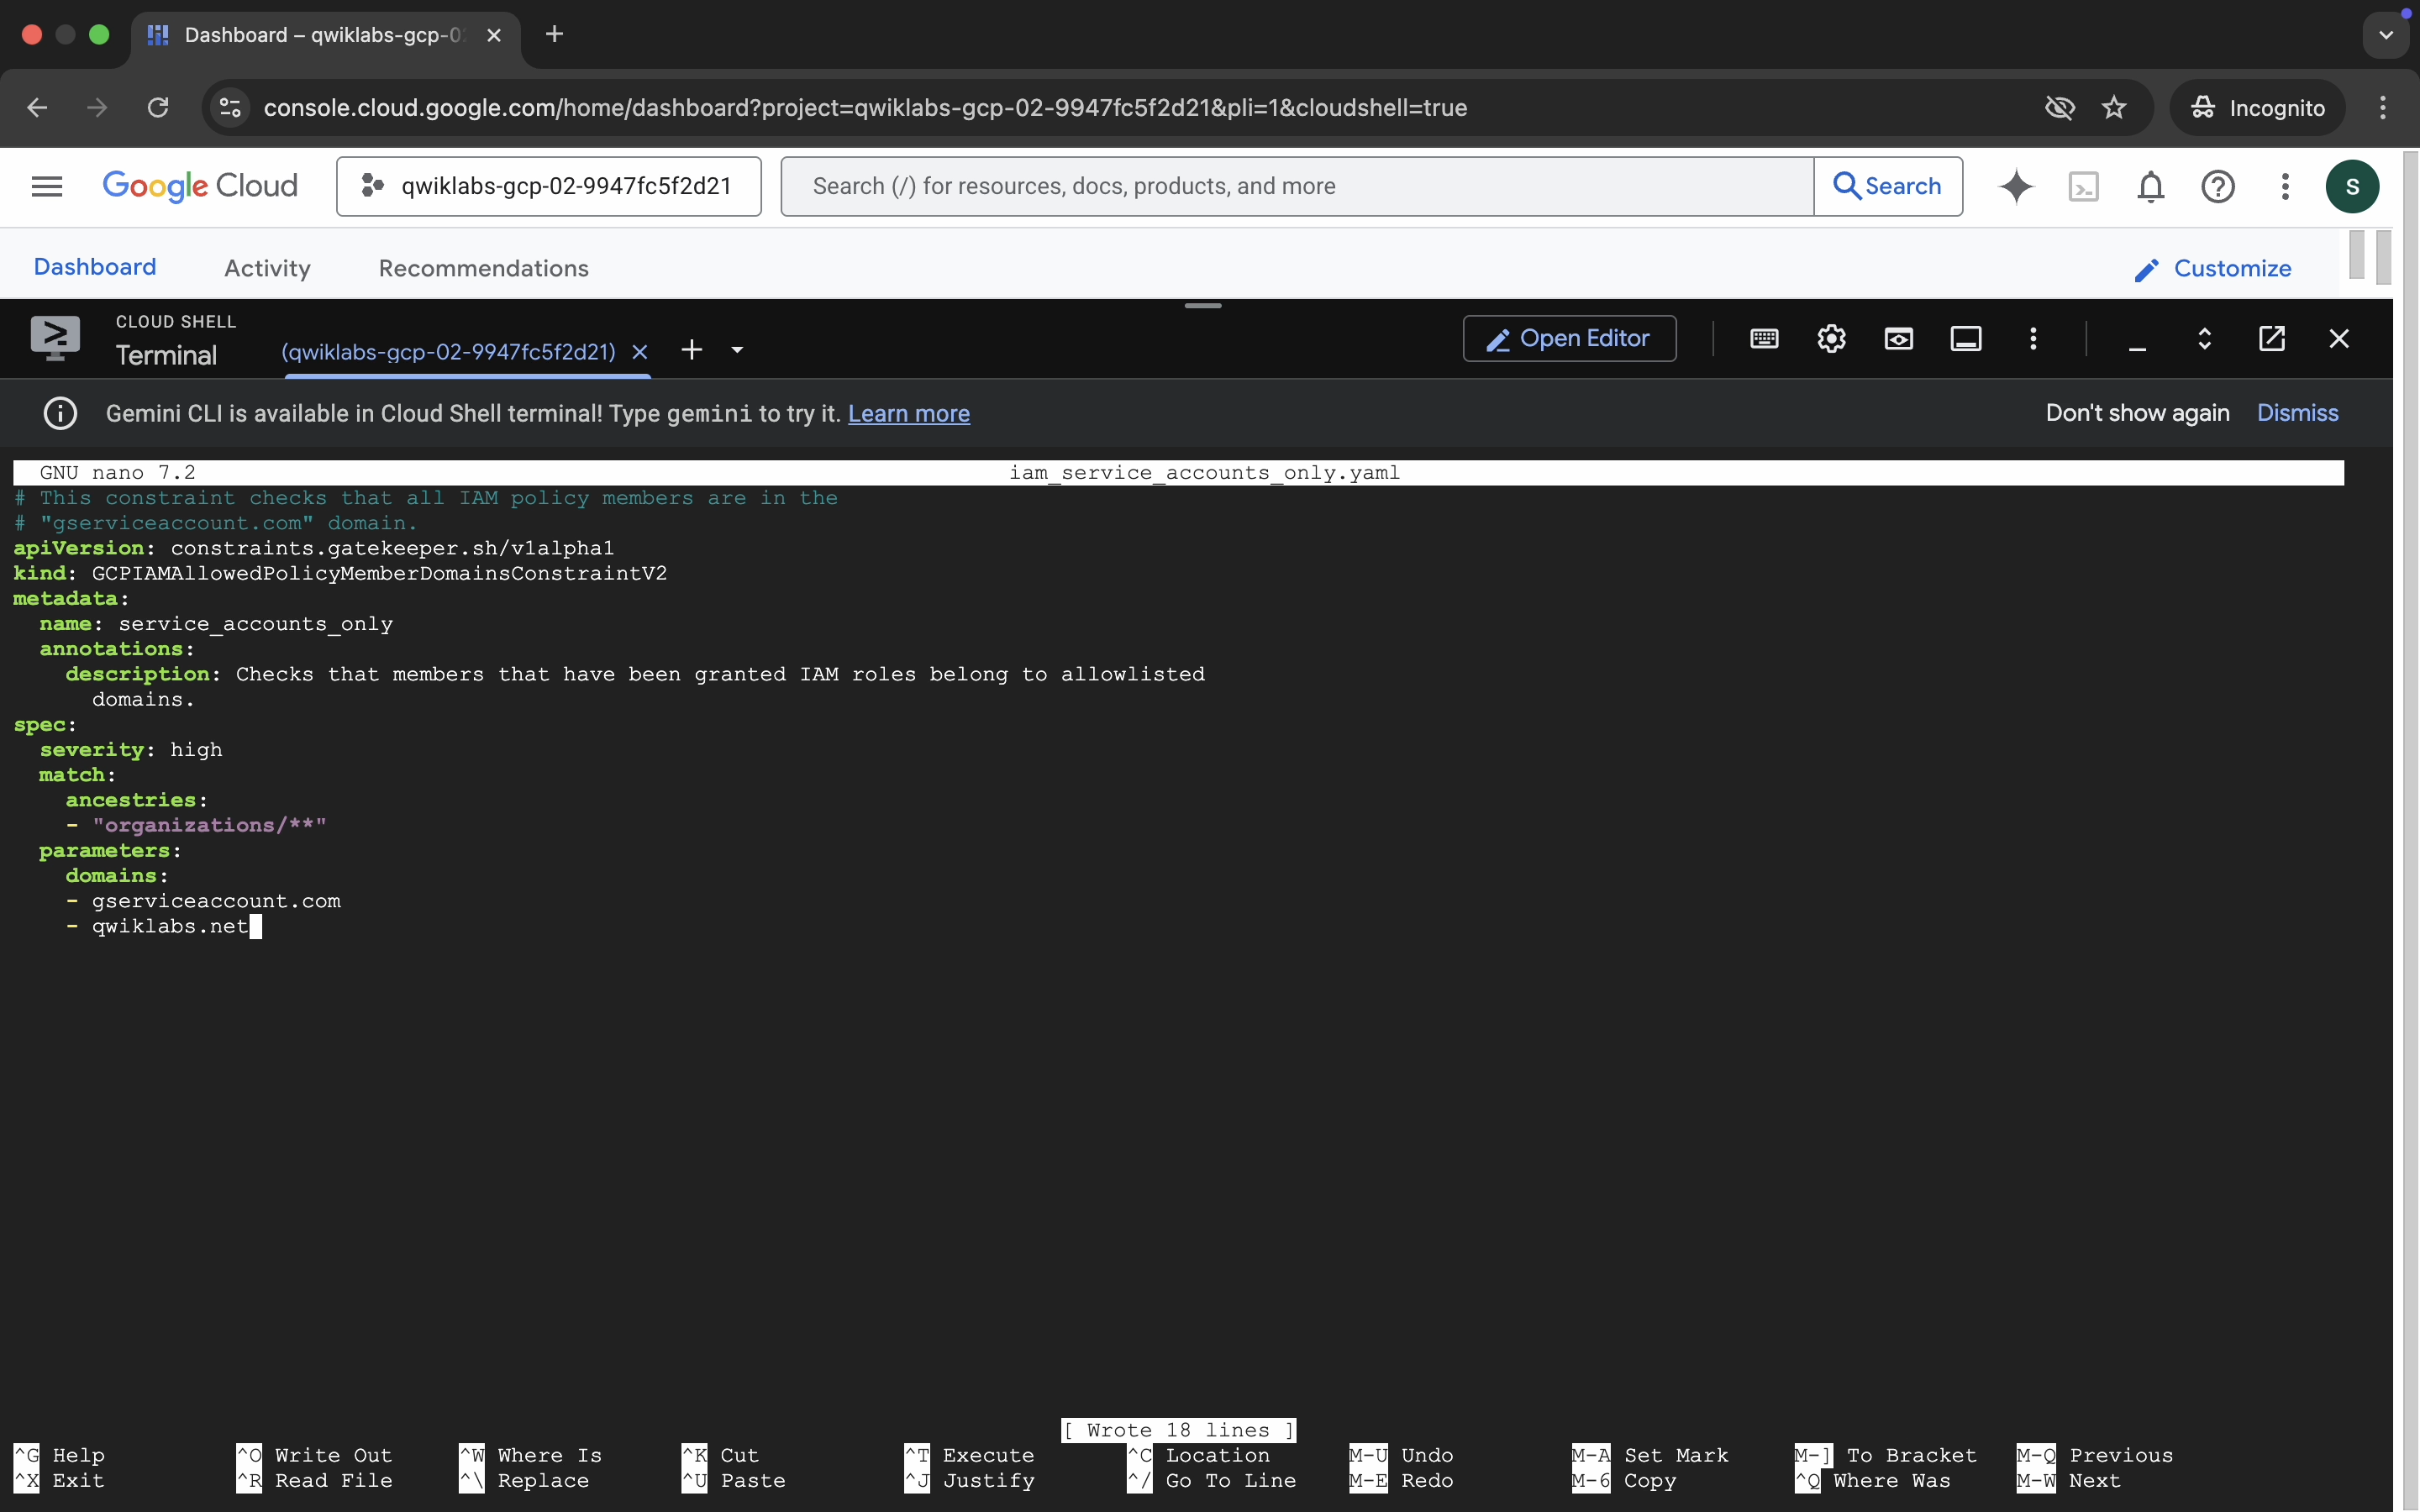 Dashboard – qwiklabs-gcp-0
console.cloud.google.com/home/dashboard?project=qwiklabs-gcp-02-9947fc5f2d21&pli=1&cloudshell=true
Incognito
Google Cloud
qwiklabs-gcp-02-9947fc5f2d21
Search (/) for resources, docs, products, and more
Search
S
Dashboard
Activity
Recommendations
Customize
CLOUD SHELL
Terminal
(qwiklabs-gcp-02-9947fc5f2d21)
Open Editor
Gemini CLI is available in Cloud Shell terminal! Type gemini to try it. Learn more
Don't show again
Dismiss
GNU nano 7.2 iam_service_accounts_only.yaml
# This constraint checks that all IAM policy members are in the
# "gserviceaccount.com" domain.
apiVersion: constraints.gatekeeper.sh/v1alpha1
kind: GCPIAMAllowedPolicyMemberDomainsConstraintV2
metadata:
  name: service_accounts_only
  annotations:
    description: Checks that members that have been granted IAM roles belong to allowlisted
      domains.
spec:
  severity: high
  match:
    ancestries:
    - "organizations/**"
  parameters:
    domains:
    - gserviceaccount.com
    - qwiklabs.net
[ Wrote 18 lines ]
^G Help ^O Write Out ^W Where Is ^K Cut ^T Execute ^C Location M-U Undo M-A Set Mark M-] To Bracket M-Q Previous
^X Exit ^R Read File ^\ Replace ^U Paste ^J Justify ^/ Go To Line M-E Redo M-6 Copy ^Q Where Was M-W Next